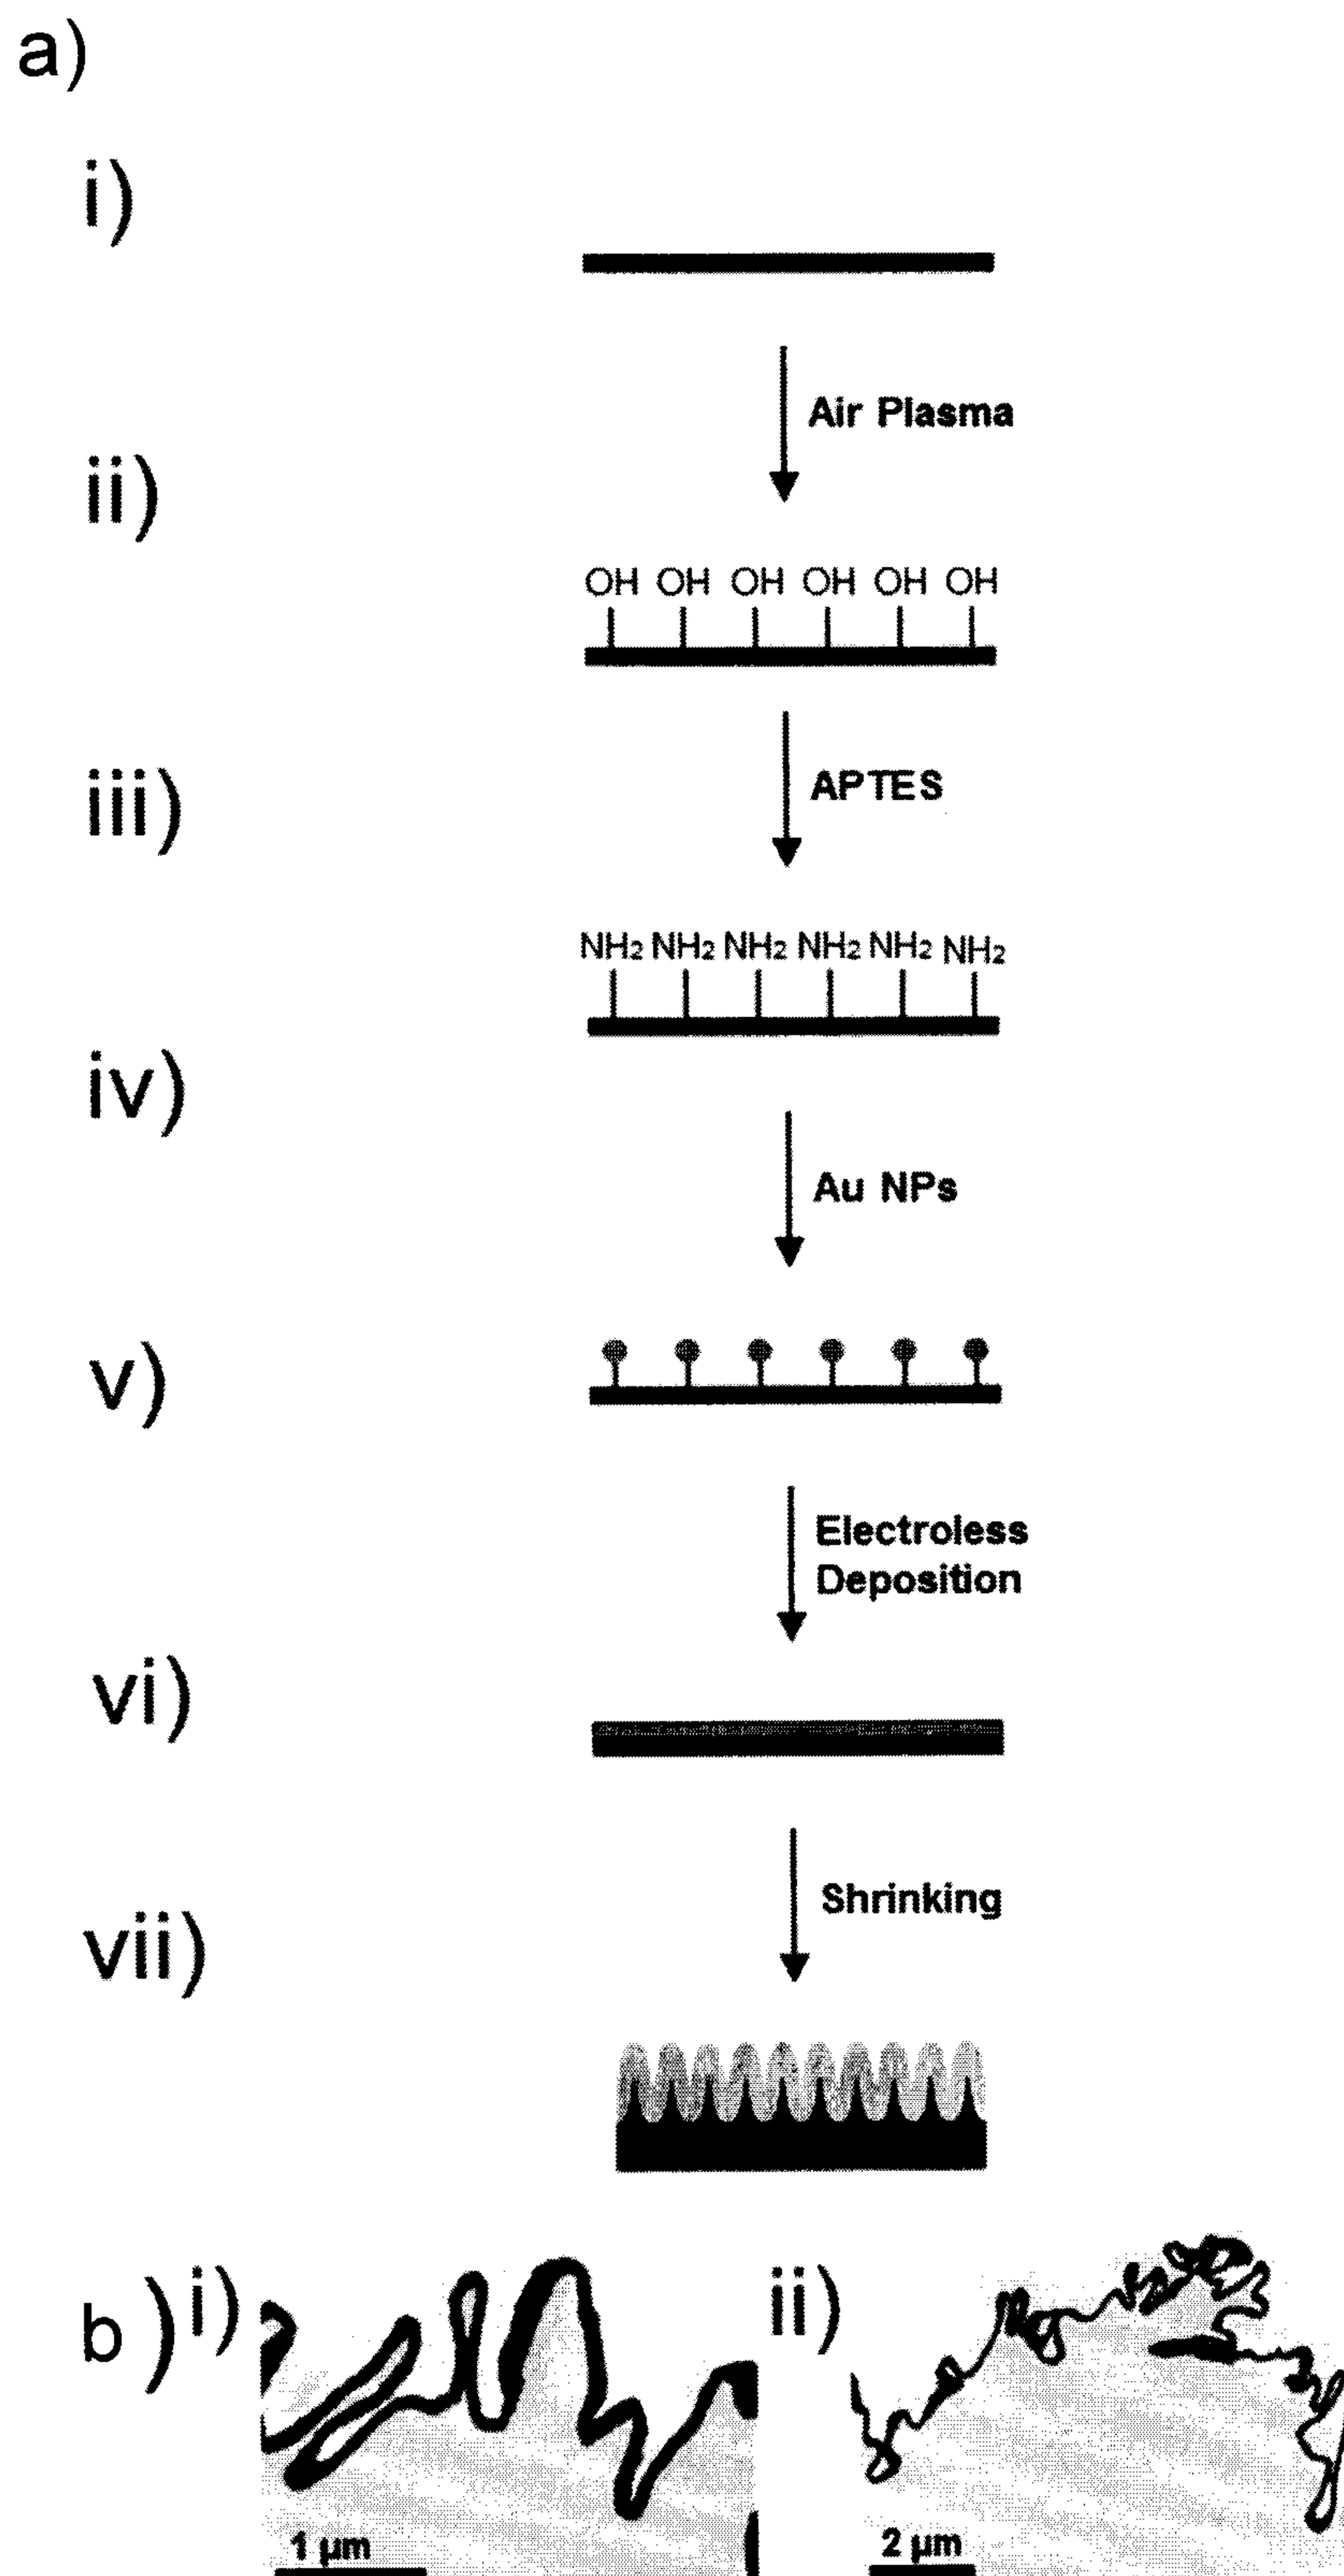 a)
i)
Air Plasma
ii)
OH OH OH OH OH OH
APTES
iii)
NH₂ NH₂ NH₂ NH₂ NH₂ NH₂
iv)
Au NPs
v)
Electroless
Deposition
vi)
Shrinking
vii)
b) i) ii)
1 µm 2 µm